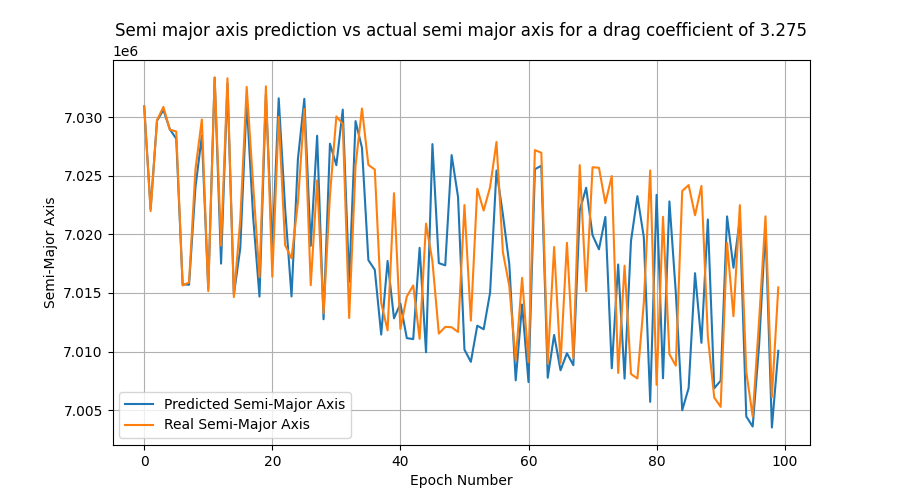 Semi major axis prediction vs actual semi major axis for a drag coefficient of 3.275
1e6
7.030
7.025
7.020
7.015
7.010
7.005
Semi-Major Axis
Predicted Semi-Major Axis
Real Semi-Major Axis
0 20 40 60 80 100
Epoch Number